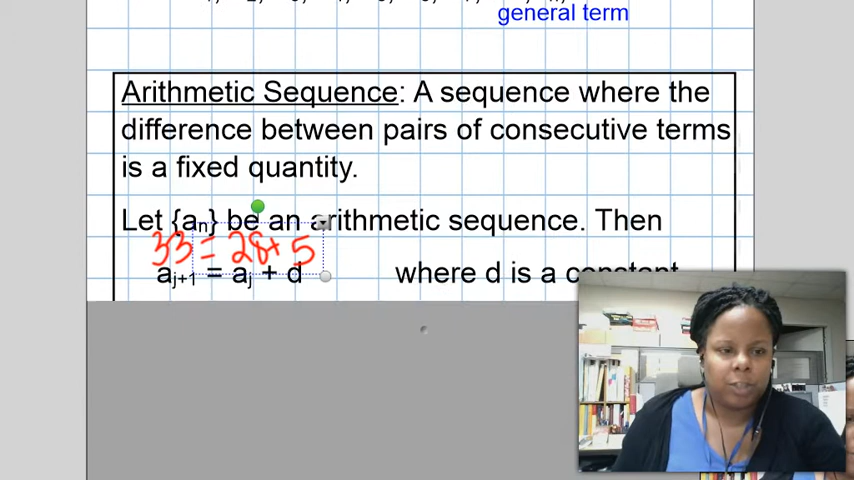 general term
Arithmetic Sequence: A sequence where the
difference between pairs of consecutive terms
is a fixed quantity.
Let {aₙ} be an arithmetic sequence. Then
33 = 28 + 5
aⱼ₊₁ = aⱼ + d where d is a constant